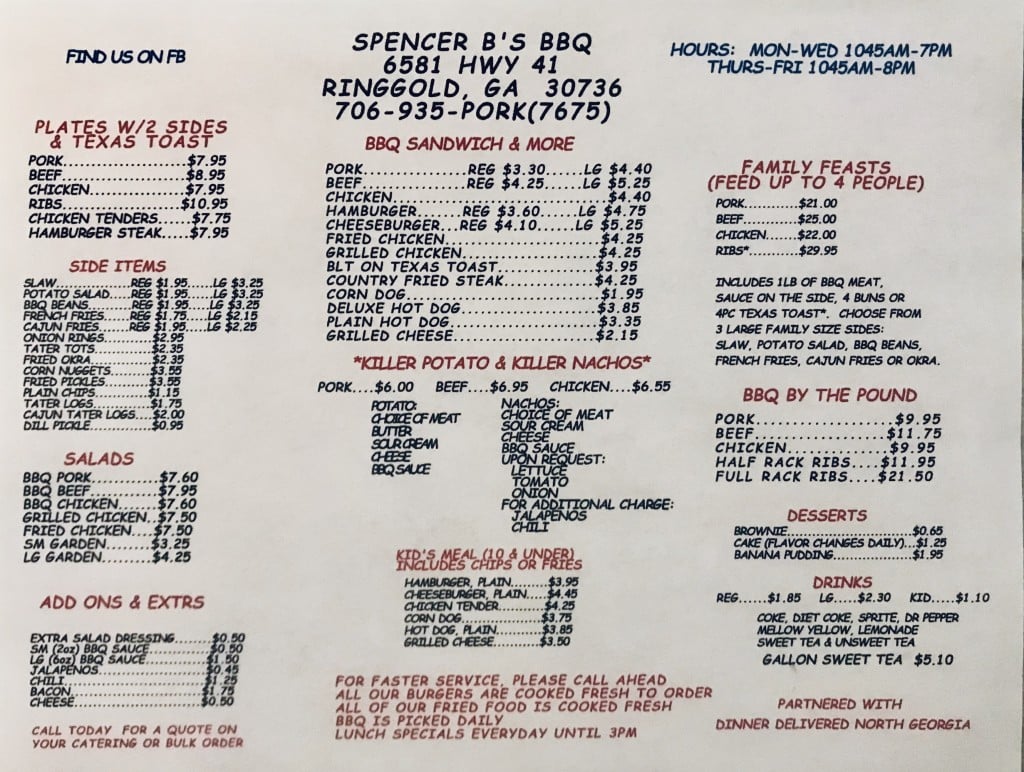 FIND US ON FB
SPENCER B'S BBQ
6581 HWY 41
RINGGOLD, GA 30736
706-935-PORK(7675)
HOURS: MON-WED 1045AM-7PM
THURS-FRI 1045AM-8PM
PLATES W/2 SIDES
& TEXAS TOAST
PORK.....................$7.95
BEEF.....................$8.95
CHICKEN................$7.95
RIBS....................$10.95
CHICKEN TENDERS......$7.75
HAMBURGER STEAK.....$7.95
SIDE ITEMS
SLAW...............REG $1.95.....LG $3.25
POTATO SALAD.....REG $1.95.....LG $3.25
BBQ BEANS.........REG $1.95.....LG $3.25
FRENCH FRIES.....REG $1.75.....LG $2.15
CAJUN FRIES.......REG $1.95.....LG $2.25
ONION RINGS...........$2.95
TATER TOTS............$2.35
FRIED OKRA............$2.35
CORN NUGGETS........$3.55
FRIED PICKLES.........$3.55
PLAIN CHIPS...........$1.15
TATER LOGS...........$1.75
CAJUN TATER LOGS....$2.00
DILL PICKLE............$0.95
SALADS
BBQ PORK.............$7.60
BBQ BEEF.............$7.95
BBQ CHICKEN........$7.60
GRILLED CHICKEN..$7.50
FRIED CHICKEN....$7.50
SM GARDEN..........$3.25
LG GARDEN..........$4.25
ADD ONS & EXTRS
EXTRA SALAD DRESSING.......$0.50
SM (2oz) BBQ SAUCE...........$0.50
LG (6oz) BBQ SAUCE...........$1.50
JALAPENOS......................$0.45
CHILI............................$1.25
BACON...........................$1.75
CHEESE..........................$0.50
CALL TODAY FOR A QUOTE ON
YOUR CATERING OR BULK ORDER
BBQ SANDWICH & MORE
PORK...............REG $3.30......LG $4.40
BEEF...............REG $4.25......LG $5.25
CHICKEN..............................$4.40
HAMBURGER.......REG $3.60......LG $4.75
CHEESEBURGER...REG $4.10......LG $5.25
FRIED CHICKEN......................$4.25
GRILLED CHICKEN...................$4.25
BLT ON TEXAS TOAST..............$3.95
COUNTRY FRIED STEAK.............$4.25
CORN DOG...........................$1.95
DELUXE HOT DOG....................$3.85
PLAIN HOT DOG......................$3.35
GRILLED CHEESE.....................$2.15
*KILLER POTATO & KILLER NACHOS*
PORK....$6.00 BEEF....$6.95 CHICKEN....$6.55
POTATO:
CHOICE OF MEAT
BUTTER
SOUR CREAM
CHEESE
BBQ SAUCE
NACHOS:
CHOICE OF MEAT
SOUR CREAM
CHEESE
BBQ SAUCE
UPON REQUEST:
LETTUCE
TOMATO
ONION
FOR ADDITIONAL CHARGE:
JALAPENOS
CHILI
KID'S MEAL (10 & UNDER)
INCLUDES CHIPS OR FRIES
HAMBURGER, PLAIN..........$3.95
CHEESEBURGER, PLAIN.....$4.45
CHICKEN TENDER............$4.25
CORN DOG....................$3.75
HOT DOG, PLAIN.............$3.85
GRILLED CHEESE.............$3.50
FOR FASTER SERVICE, PLEASE CALL AHEAD
ALL OUR BURGERS ARE COOKED FRESH TO ORDER
ALL OF OUR FRIED FOOD IS COOKED FRESH
BBQ IS PICKED DAILY
LUNCH SPECIALS EVERYDAY UNTIL 3PM
FAMILY FEASTS
(FEED UP TO 4 PEOPLE)
PORK...........$21.00
BEEF...........$25.00
CHICKEN.......$22.00
RIBS*..........$29.95
INCLUDES 1LB OF BBQ MEAT,
SAUCE ON THE SIDE, 4 BUNS OR
4PC TEXAS TOAST*. CHOOSE FROM
3 LARGE FAMILY SIZE SIDES:
SLAW, POTATO SALAD, BBQ BEANS,
FRENCH FRIES, CAJUN FRIES OR OKRA.
BBQ BY THE POUND
PORK....................$9.95
BEEF...................$11.75
CHICKEN...............$9.95
HALF RACK RIBS....$11.95
FULL RACK RIBS....$21.50
DESSERTS
BROWNIE............................$0.65
CAKE (FLAVOR CHANGES DAILY)...$1.25
BANANA PUDDING.................$1.95
DRINKS
REG......$1.85 LG.....$2.30 KID.....$1.10
COKE, DIET COKE, SPRITE, DR PEPPER
MELLOW YELLOW, LEMONADE
SWEET TEA & UNSWEET TEA
GALLON SWEET TEA $5.10
PARTNERED WITH
DINNER DELIVERED NORTH GEORGIA